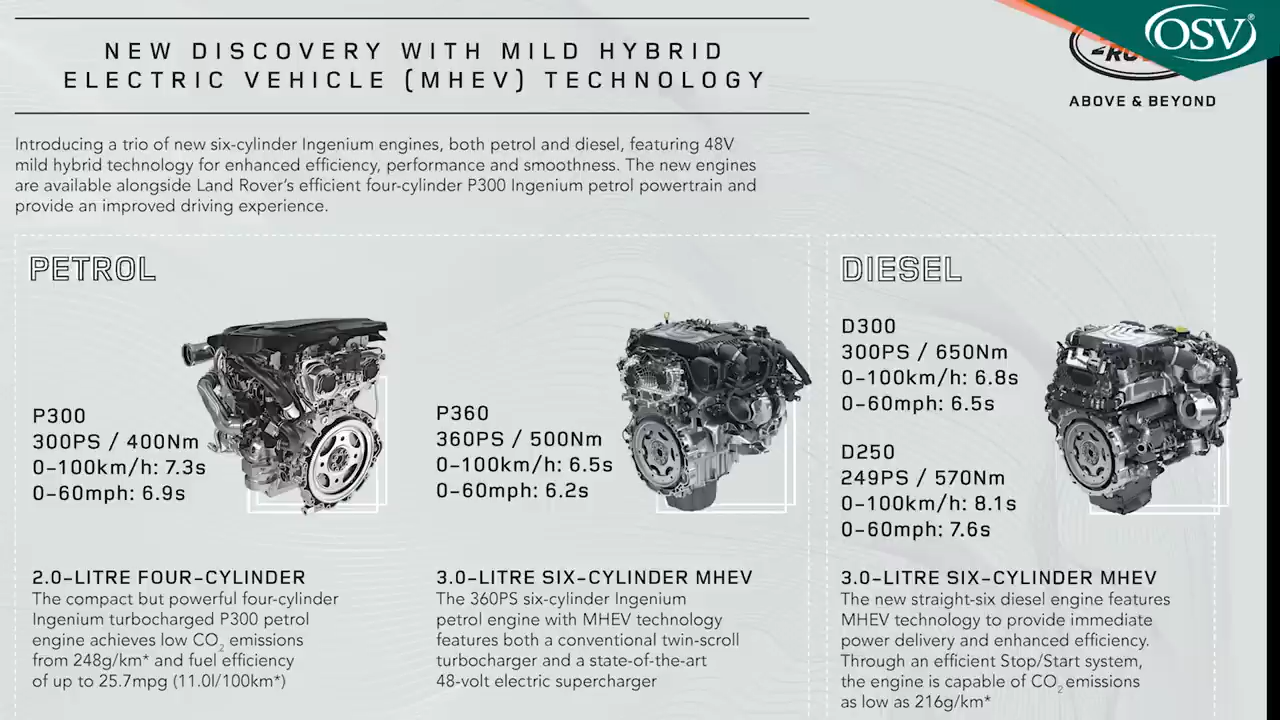 NEW DISCOVERY WITH MILD HYBRID
ELECTRIC VEHICLE (MHEV) TECHNOLOGY
OSV
ABOVE & BEYOND
Introducing a trio of new six-cylinder Ingenium engines, both petrol and diesel, featuring 48V
mild hybrid technology for enhanced efficiency, performance and smoothness. The new engines
are available alongside Land Rover's efficient four-cylinder P300 Ingenium petrol powertrain and
provide an improved driving experience.
PETROL
P300
300PS / 400Nm
0-100km/h: 7.3s
0-60mph: 6.9s
2.0-LITRE FOUR-CYLINDER
The compact but powerful four-cylinder
Ingenium turbocharged P300 petrol
engine achieves low CO2 emissions
from 248g/km* and fuel efficiency
of up to 25.7mpg (11.0l/100km*)
P360
360PS / 500Nm
0-100km/h: 6.5s
0-60mph: 6.2s
3.0-LITRE SIX-CYLINDER MHEV
The 360PS six-cylinder Ingenium
petrol engine with MHEV technology
features both a conventional twin-scroll
turbocharger and a state-of-the-art
48-volt electric supercharger
DIESEL
D300
300PS / 650Nm
0-100km/h: 6.8s
0-60mph: 6.5s
D250
249PS / 570Nm
0-100km/h: 8.1s
0-60mph: 7.6s
3.0-LITRE SIX-CYLINDER MHEV
The new straight-six diesel engine features
MHEV technology to provide immediate
power delivery and enhanced efficiency.
Through an efficient Stop/Start system,
the engine is capable of CO2 emissions
as low as 216g/km*